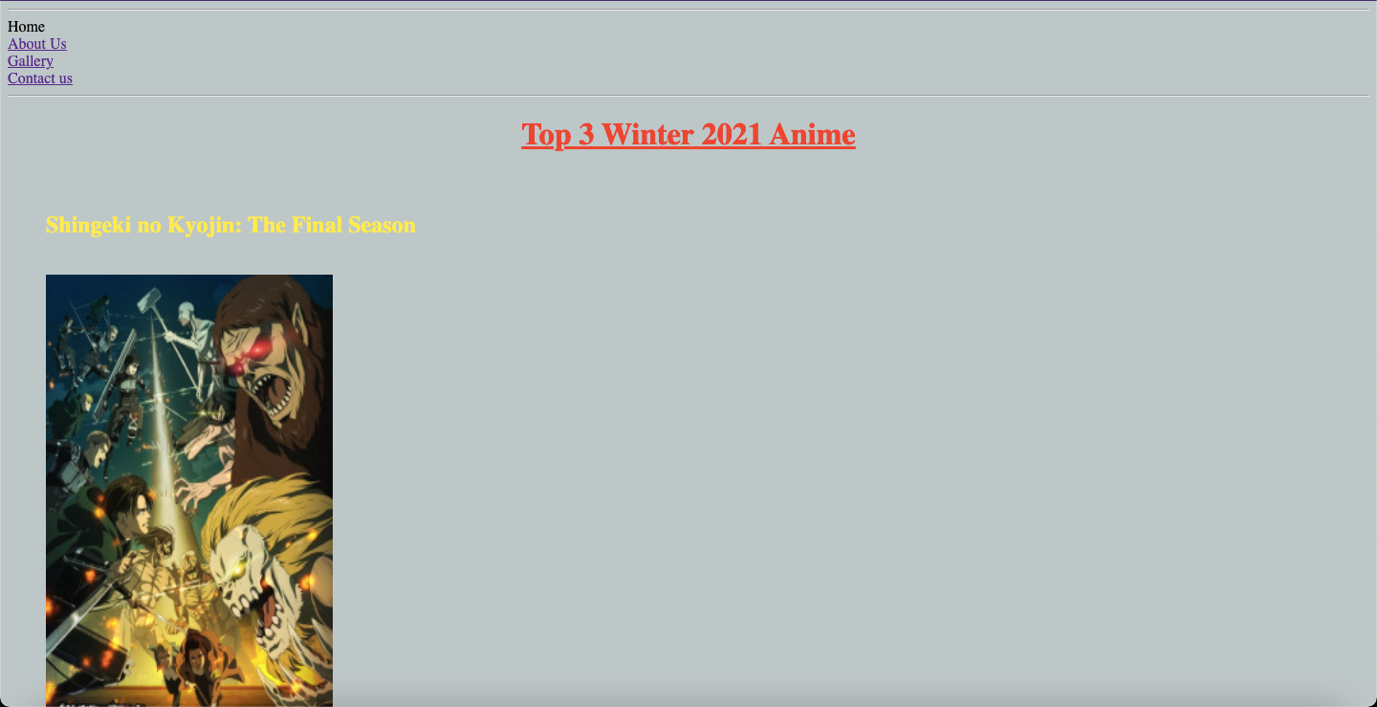 Home
About Us
Gallery
Contact us
Top 3 Winter 2021 Anime
Shingeki no Kyojin: The Final Season